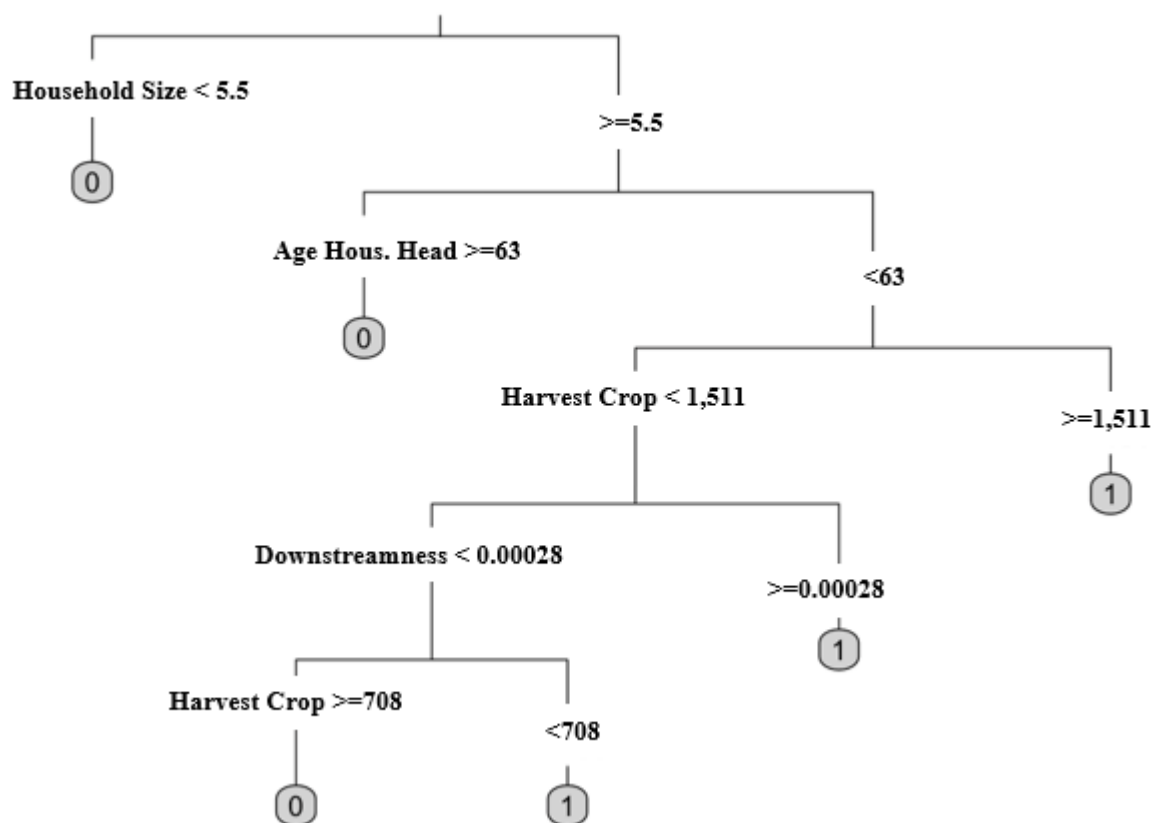 Household Size < 5.5
>=5.5
0
Age Hous. Head >=63
<63
0
Harvest Crop < 1,511
>=1,511
1
Downstreamness < 0.00028
>=0.00028
1
Harvest Crop >=708
<708
0
1